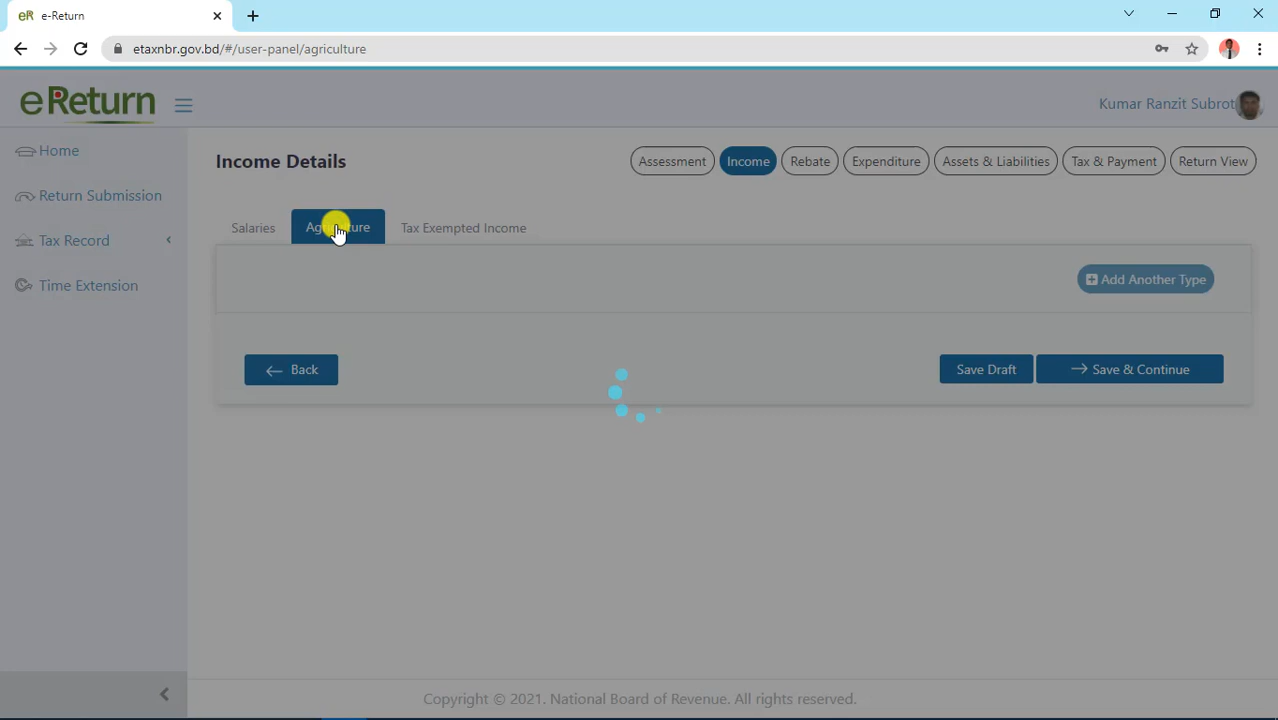 e-Return
etaxnbr.gov.bd/#/user-panel/agriculture
eReturn
Kumar Ranzit Subrot
Home
Return Submission
Tax Record
Time Extension
Income Details
Assessment
Income
Rebate
Expenditure
Assets & Liabilities
Tax & Payment
Return View
Salaries
Agriculture
Tax Exempted Income
Add Another Type
Back
Save Draft
Save & Continue
Copyright © 2021. National Board of Revenue. All rights reserved.